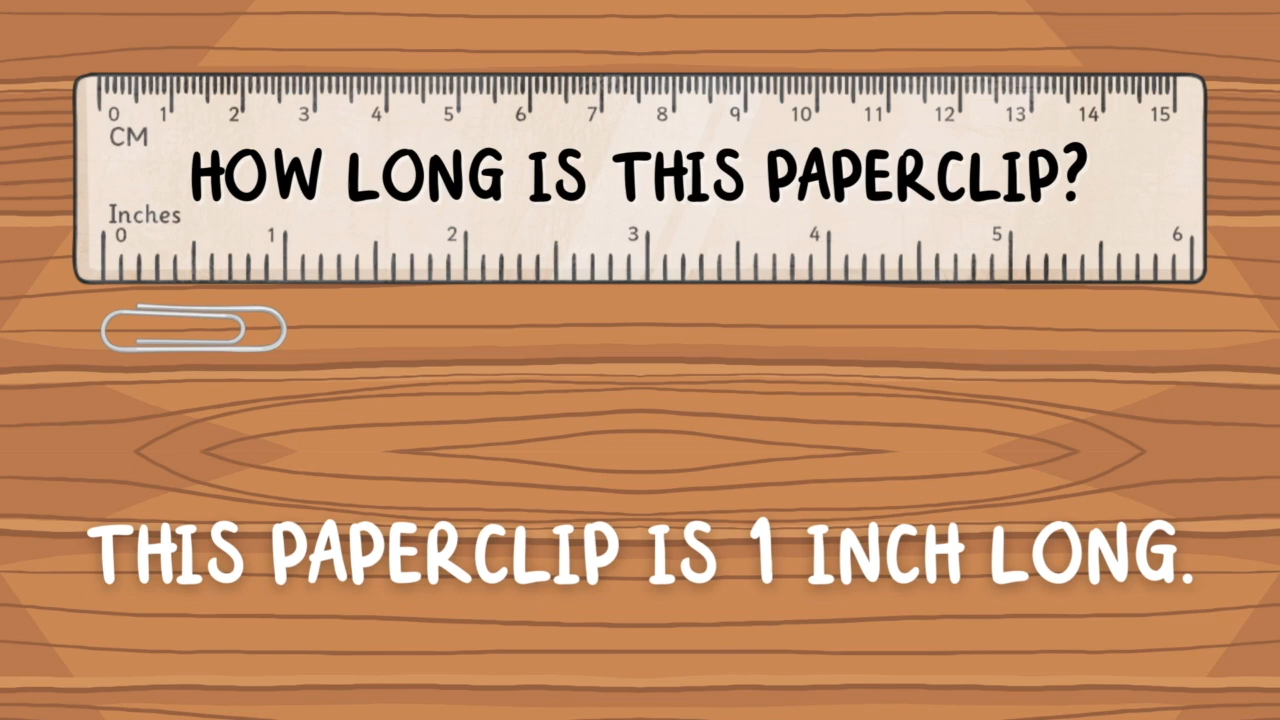 0 1 2 3 4 5 6 7 8 9 10 11 12 13 14 15
CM
HOW LONG IS THIS PAPERCLIP?
Inches
0 1 2 3 4 5 6
THIS PAPERCLIP IS 1 INCH LONG.